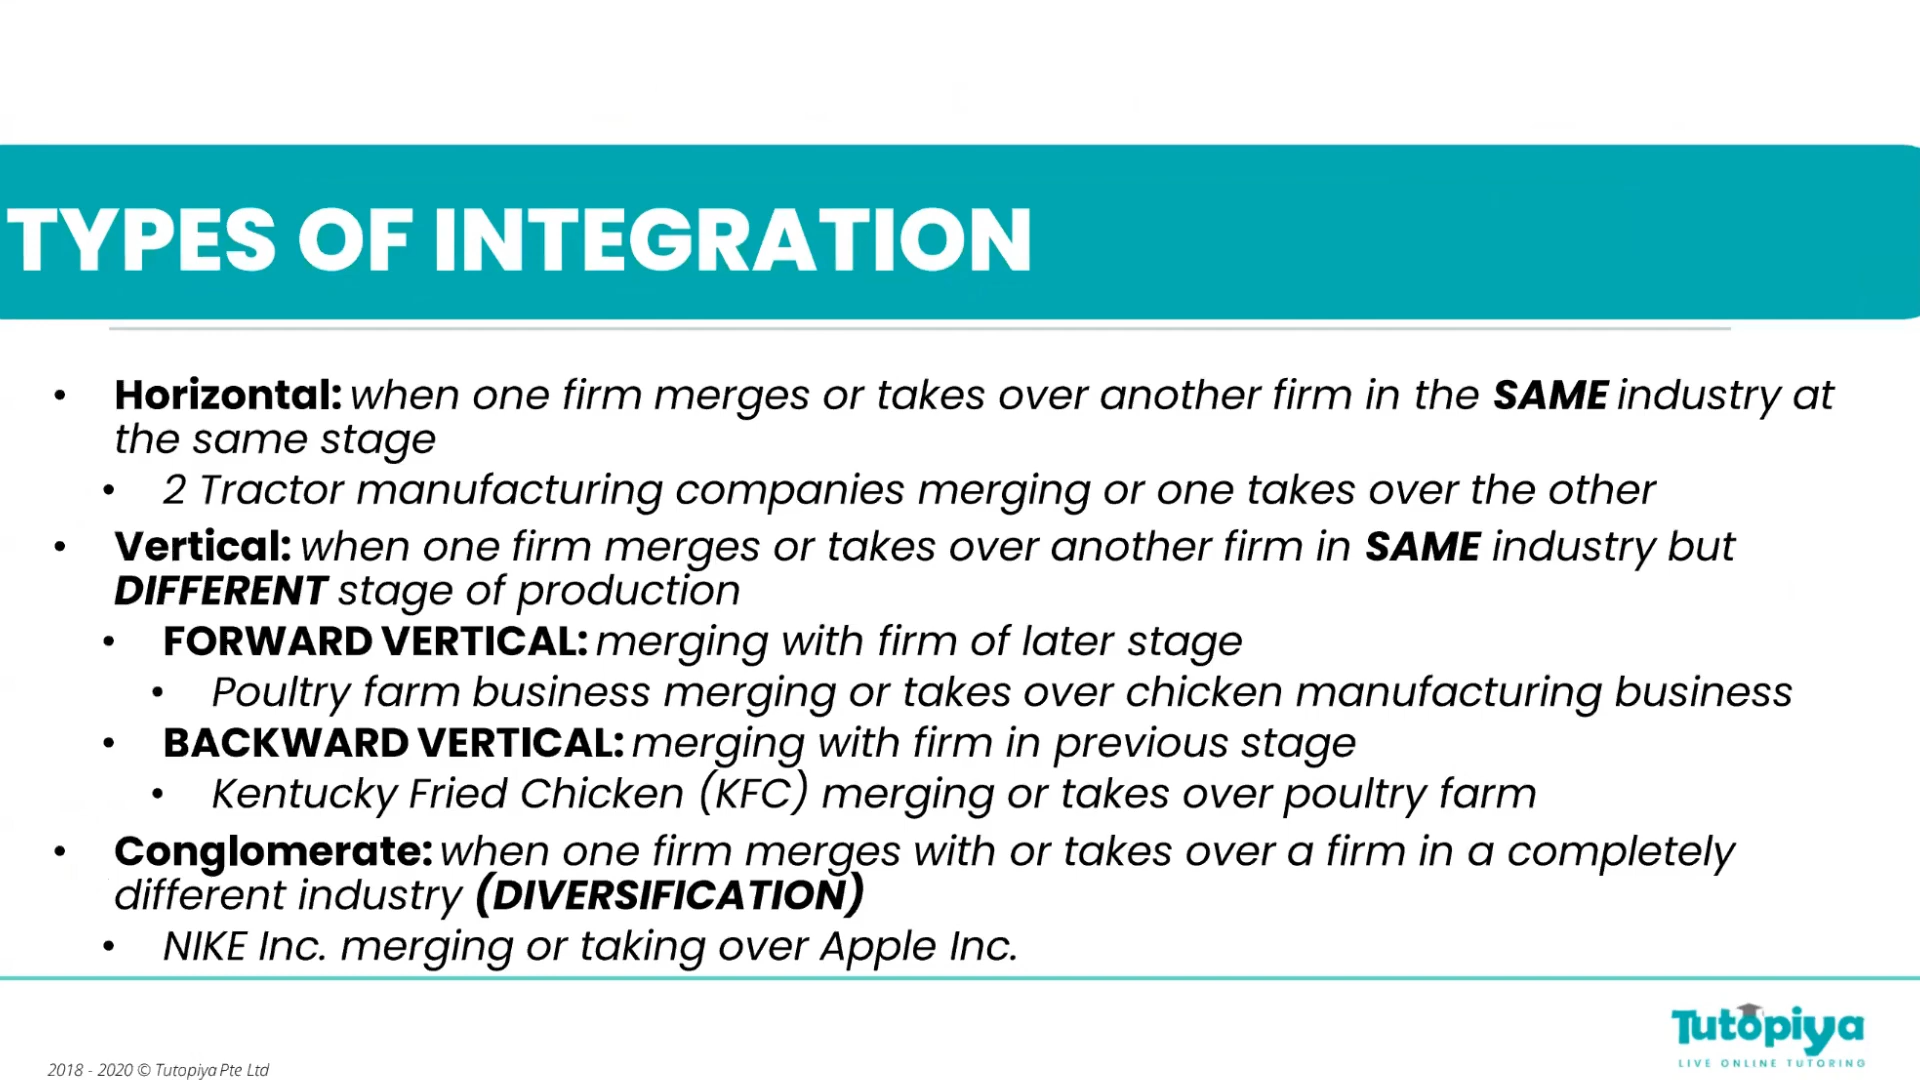 TYPES OF INTEGRATION
• Horizontal: when one firm merges or takes over another firm in the SAME industry at
the same stage
• 2 Tractor manufacturing companies merging or one takes over the other
• Vertical: when one firm merges or takes over another firm in SAME industry but
DIFFERENT stage of production
• FORWARD VERTICAL: merging with firm of later stage
• Poultry farm business merging or takes over chicken manufacturing business
• BACKWARD VERTICAL: merging with firm in previous stage
• Kentucky Fried Chicken (KFC) merging or takes over poultry farm
• Conglomerate: when one firm merges with or takes over a firm in a completely
different industry (DIVERSIFICATION)
• NIKE Inc. merging or taking over Apple Inc.
Tutopiya
LIVE ONLINE TUTORING
2018 - 2020 © Tutopiya Pte Ltd